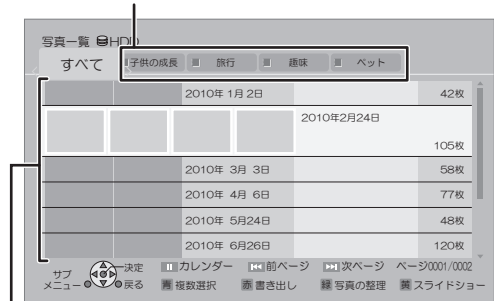 写真一覧 HDD
すべて 子供の成長 旅行 趣味 ペット
2010年 1月 2日 42枚
2010年2月24日
105枚
2010年 3月 3日 58枚
2010年 4月 6日 77枚
2010年 5月24日 48枚
2010年 6月26日 120枚
サブメニュー 決定 戻る
カレンダー 前ページ 次ページ ページ0001/0002
青 複数選択 赤 書き出し 緑 写真の整理 黄 スライドショー